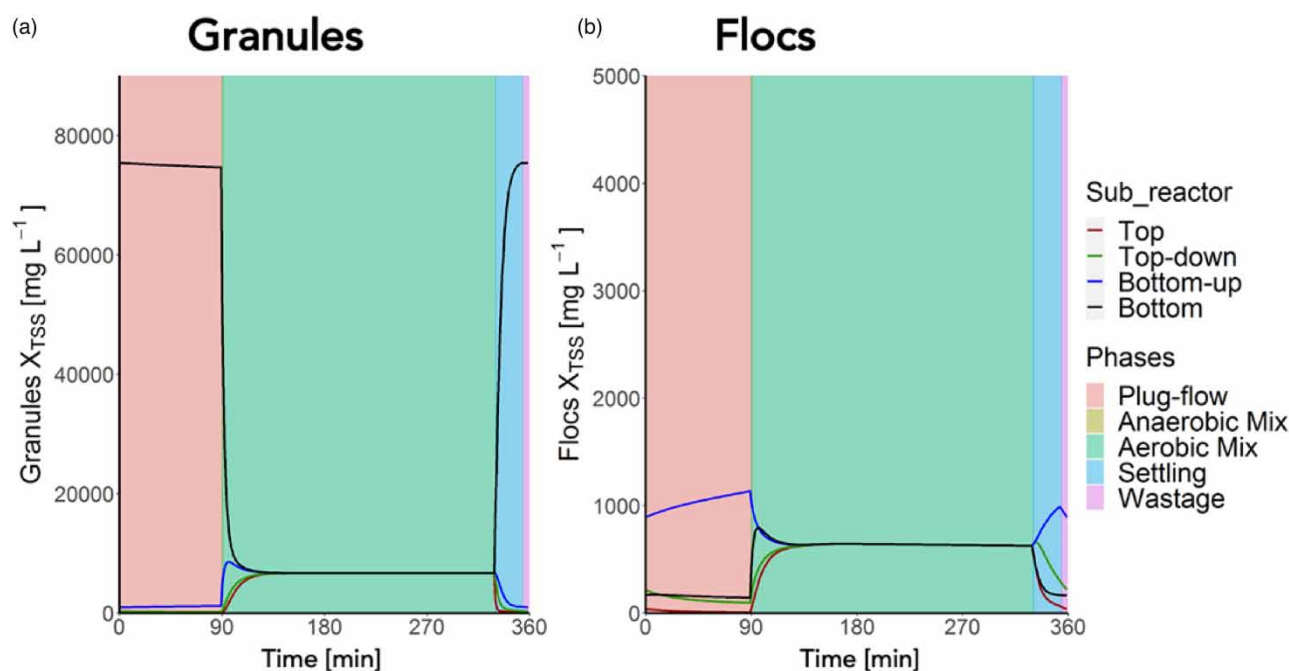 (a)
Granules
Granules X_TSS [mg L⁻¹ ]
80000
60000
40000
20000
0
0 90 180 270 360
Time [min]
(b)
Flocs
Flocs X_TSS [mg L⁻¹ ]
5000
4000
3000
2000
1000
0
0 90 180 270 360
Time [min]
Sub_reactor
Top
Top-down
Bottom-up
Bottom
Phases
Plug-flow
Anaerobic Mix
Aerobic Mix
Settling
Wastage